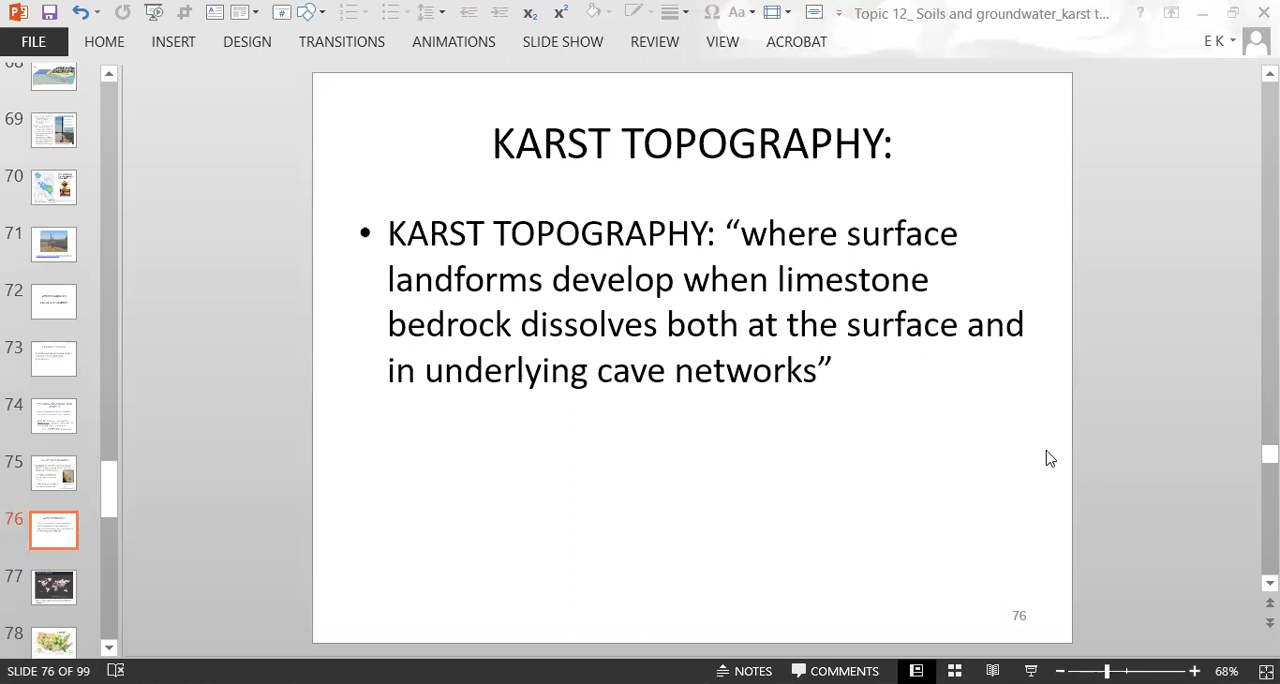 Topic 12_ Soils and groundwater_karst t...
FILE HOME INSERT DESIGN TRANSITIONS ANIMATIONS SLIDE SHOW REVIEW VIEW ACROBAT
E K
68
69
70
71
72
73
74
75
76
77
78
KARST TOPOGRAPHY:
• KARST TOPOGRAPHY: “where surface
landforms develop when limestone
bedrock dissolves both at the surface and
in underlying cave networks”
76
SLIDE 76 OF 99 NOTES COMMENTS 68%